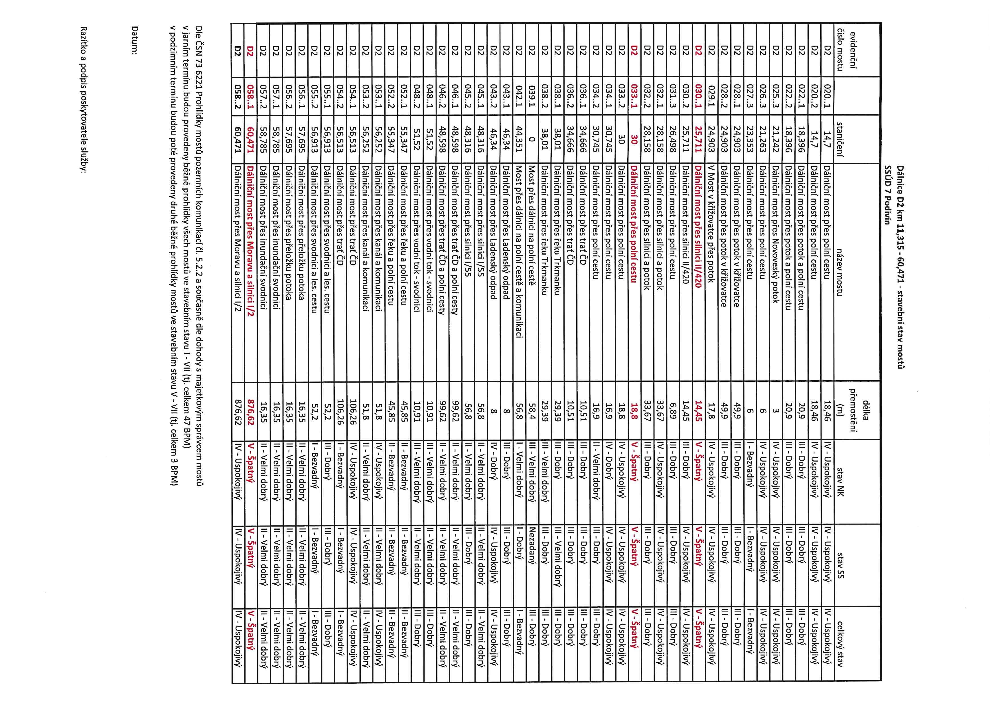 Dálnice D2 km 11,315 - 60,471 - stavební stav mostů
SSÚD 7 Podivín
evidenční číslo mostu staničení název mostu délka přemostění (m) stav NK stav SS celkový stav
D2 020..1 14,7 Dálniční most přes polní cestu 18,46 IV - Uspokojivý IV - Uspokojivý IV - Uspokojivý
D2 020..2 14,7 Dálniční most přes polní cestu 18,46 IV - Uspokojivý IV - Uspokojivý IV - Uspokojivý
D2 022..1 18,396 Dálniční most přes potok a polní cestu 20,9 III - Dobrý III - Dobrý III - Dobrý
D2 022..2 18,396 Dálniční most přes potok a polní cestu 20,9 III - Dobrý III - Dobrý III - Dobrý
D2 025..3 21,242 Dálniční most přes Novoveský potok 3 IV - Uspokojivý IV - Uspokojivý IV - Uspokojivý
D2 026..3 21,263 Dálniční most přes polní cestu 6 IV - Uspokojivý IV - Uspokojivý IV - Uspokojivý
D2 027..3 23,353 Dálniční most přes polní cestu 6 I - Bezvadný I - Bezvadný I - Bezvadný
D2 028..1 24,903 Dálniční most přes potok v křižovatce 49,9 III - Dobrý III - Dobrý III - Dobrý
D2 028..2 24,903 Dálniční most přes potok v křižovatce 49,9 III - Dobrý III - Dobrý III - Dobrý
D2 029.1 24,903 V Most v křižovatce přes potok 17,8 IV - Uspokojivý IV - Uspokojivý IV - Uspokojivý
D2 030..1 25,711 Dálniční most přes silnici II/420 14,45 V - Špatný V - Špatný V - Špatný
D2 030..2 25,711 Dálniční most přes silnici II/420 14,45 III - Dobrý IV - Uspokojivý IV - Uspokojivý
D2 031..3 26,498 Dálniční most přes polní cestu 6,89 III - Dobrý III - Dobrý III - Dobrý
D2 032..1 28,158 Dálniční most přes silnici a potok 33,67 IV - Uspokojivý IV - Uspokojivý IV - Uspokojivý
D2 032..2 28,158 Dálniční most přes silnici a potok 33,67 III - Dobrý III - Dobrý III - Dobrý
D2 033..1 30 Dálniční most přes polní cestu 18,8 V - Špatný V - Špatný V - Špatný
D2 033..2 30 Dálniční most přes polní cestu 18,8 IV - Uspokojivý IV - Uspokojivý IV - Uspokojivý
D2 034..1 30,745 Dálniční most přes polní cestu 16,9 IV - Dobrý IV - Uspokojivý IV - Uspokojivý
D2 034..2 30,745 Dálniční most přes polní cestu 16,9 II - Velmi dobrý III - Dobrý III - Dobrý
D2 036..1 34,666 Dálniční most přes trať ČD 10,51 III - Dobrý III - Dobrý III - Dobrý
D2 036..2 34,666 Dálniční most přes trať ČD 10,51 III - Dobrý III - Dobrý III - Dobrý
D2 038..1 38,01 Dálniční most přes řeku Trkmanku 29,39 III - Dobrý III - Velmi dobrý III - Dobrý
D2 038..2 38,01 Dálniční most přes řeku Trkmanku 29,39 III - Velmi dobrý III - Dobrý III - Dobrý
D2 039.1 0 Most přes dálnici na polní cestě 58,4 III - Velmi dobrý Nezadaný III - Dobrý
D2 042.1 44,351 Most přes dálnici na polní cestě a komunikaci 56,8 I - Velmi dobrý I - Dobrý I - Bezvadný
D2 043..1 46,34 Dálniční most přes Ladenský odpad 8 III - Dobrý III - Dobrý III - Dobrý
D2 043..2 46,34 Dálniční most přes Ladenský odpad 8 IV - Dobrý IV - Uspokojivý IV - Uspokojivý
D2 045..1 48,316 Dálniční most přes silnici I/55 56,8 II - Velmi dobrý II - Velmi dobrý II - Velmi dobrý
D2 045..2 48,316 Dálniční most přes silnici I/55 56,8 II - Velmi dobrý III - Dobrý III - Dobrý
D2 046..1 48,598 Dálniční most přes trať ČD a polní cesty 99,62 II - Velmi dobrý II - Velmi dobrý II - Velmi dobrý
D2 046..2 48,598 Dálniční most přes trať ČD a polní cesty 99,62 II - Velmi dobrý II - Velmi dobrý II - Velmi dobrý
D2 048..1 51,52 Dálniční most přes vodní tok - svodnici 10,91 III - Velmi dobrý II - Velmi dobrý III - Dobrý
D2 048..2 51,52 Dálniční most přes vodní tok - svodnici 10,91 III - Velmi dobrý II - Velmi dobrý III - Dobrý
D2 052..1 55,347 Dálniční most přes řeku a polní cestu 45,85 II - Bezvadný II - Bezvadný II - Bezvadný
D2 052..2 55,347 Dálniční most přes řeku a polní cestu 45,85 II - Bezvadný II - Bezvadný II - Bezvadný
D2 053..1 56,252 Dálniční most přes kanál a komunikaci 51,8 IV - Uspokojivý II - Velmi dobrý IV - Uspokojivý
D2 053..2 56,252 Dálniční most přes kanál a komunikaci 51,8 II - Velmi dobrý II - Velmi dobrý II - Velmi dobrý
D2 054..1 56,513 Dálniční most přes trať ČD 106,26 IV - Uspokojivý IV - Uspokojivý IV - Uspokojivý
D2 054..2 56,513 Dálniční most přes trať ČD 106,26 I - Bezvadný I - Bezvadný I - Bezvadný
D2 055..1 56,913 Dálniční most přes svodnici a les. cestu 52,2 III - Dobrý III - Dobrý III - Dobrý
D2 055..2 56,913 Dálniční most přes svodnici a les. cestu 52,2 I - Bezvadný I - Bezvadný I - Bezvadný
D2 056..1 57,695 Dálniční most přes přeložku potoka 16,35 II - Velmi dobrý II - Velmi dobrý II - Velmi dobrý
D2 056..2 57,695 Dálniční most přes přeložku potoka 16,35 II - Velmi dobrý II - Velmi dobrý II - Velmi dobrý
D2 057..1 58,785 Dálniční most přes inundační svodnici 16,35 II - Velmi dobrý II - Velmi dobrý II - Velmi dobrý
D2 057..2 58,785 Dálniční most přes inundační svodnici 16,35 II - Velmi dobrý II - Velmi dobrý II - Velmi dobrý
D2 058..1 60,471 Dálniční most přes Moravu a silnici I/2 876,62 V - Špatný V - Špatný V - Špatný
D2 058..2 60,471 Dálniční most přes Moravu a silnici I/2 876,62 IV - Uspokojivý IV - Uspokojivý IV - Uspokojivý
Dle ČSN 73 6221 Prohlídky mostů pozemních komunikací čl. 5.2.2 a současně dle dohody s majetkovým správcem mostů
v jarním termínu budou provedeny běžné prohlídky všech mostů ve stavebním stavu I - VII (tj. celkem 47 BPM)
v podzimním termínu budou poté provedeny druhé běžné prohlídky mostů ve stavebním stavu V - VII (tj. celkem 3 BPM)
Datum:
Razítko a podpis poskytovatele služby: